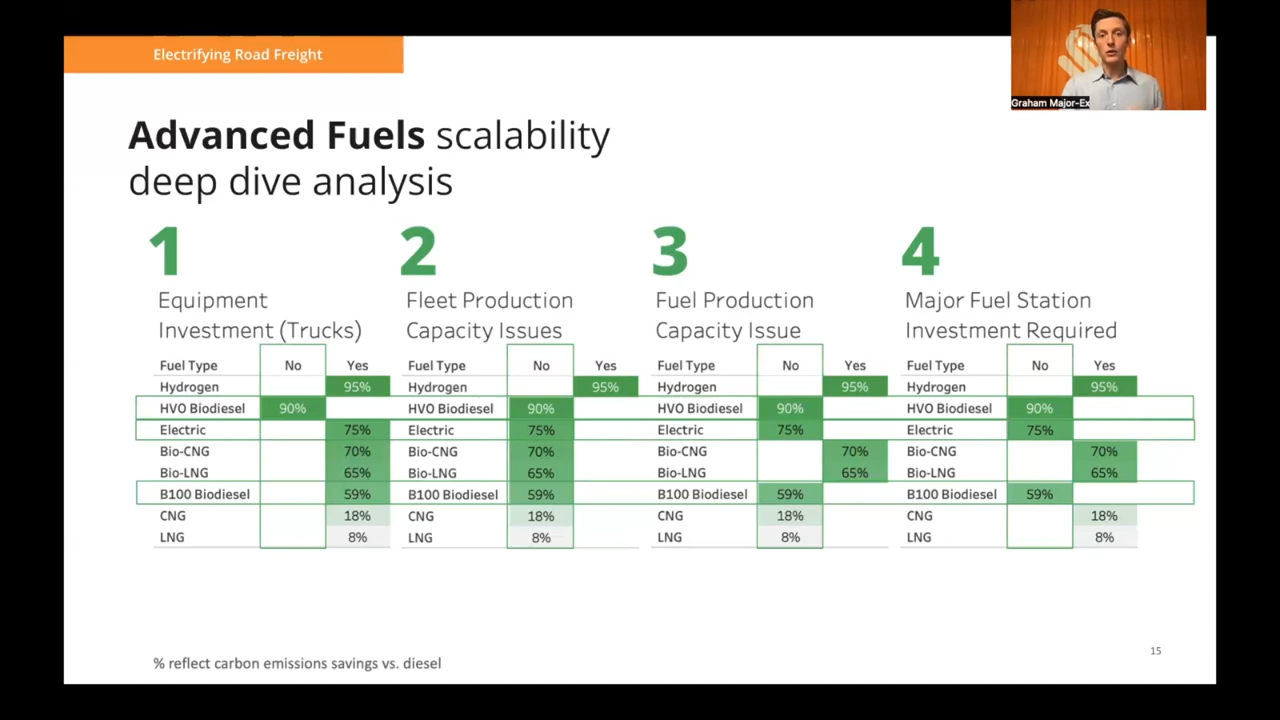 Electrifying Road Freight
Graham Major-Ex
Advanced Fuels scalability
deep dive analysis
1
Equipment
Investment (Trucks)
Fuel Type No Yes
Hydrogen 95%
HVO Biodiesel 90%
Electric 75%
Bio-CNG 70%
Bio-LNG 65%
B100 Biodiesel 59%
CNG 18%
LNG 8%
2
Fleet Production
Capacity Issues
Fuel Type No Yes
Hydrogen 95%
HVO Biodiesel 90%
Electric 75%
Bio-CNG 70%
Bio-LNG 65%
B100 Biodiesel 59%
CNG 18%
LNG 8%
3
Fuel Production
Capacity Issue
Fuel Type No Yes
Hydrogen 95%
HVO Biodiesel 90%
Electric 75%
Bio-CNG 70%
Bio-LNG 65%
B100 Biodiesel 59%
CNG 18%
LNG 8%
4
Major Fuel Station
Investment Required
Fuel Type No Yes
Hydrogen 95%
HVO Biodiesel 90%
Electric 75%
Bio-CNG 70%
Bio-LNG 65%
B100 Biodiesel 59%
CNG 18%
LNG 8%
% reflect carbon emissions savings vs. diesel
15